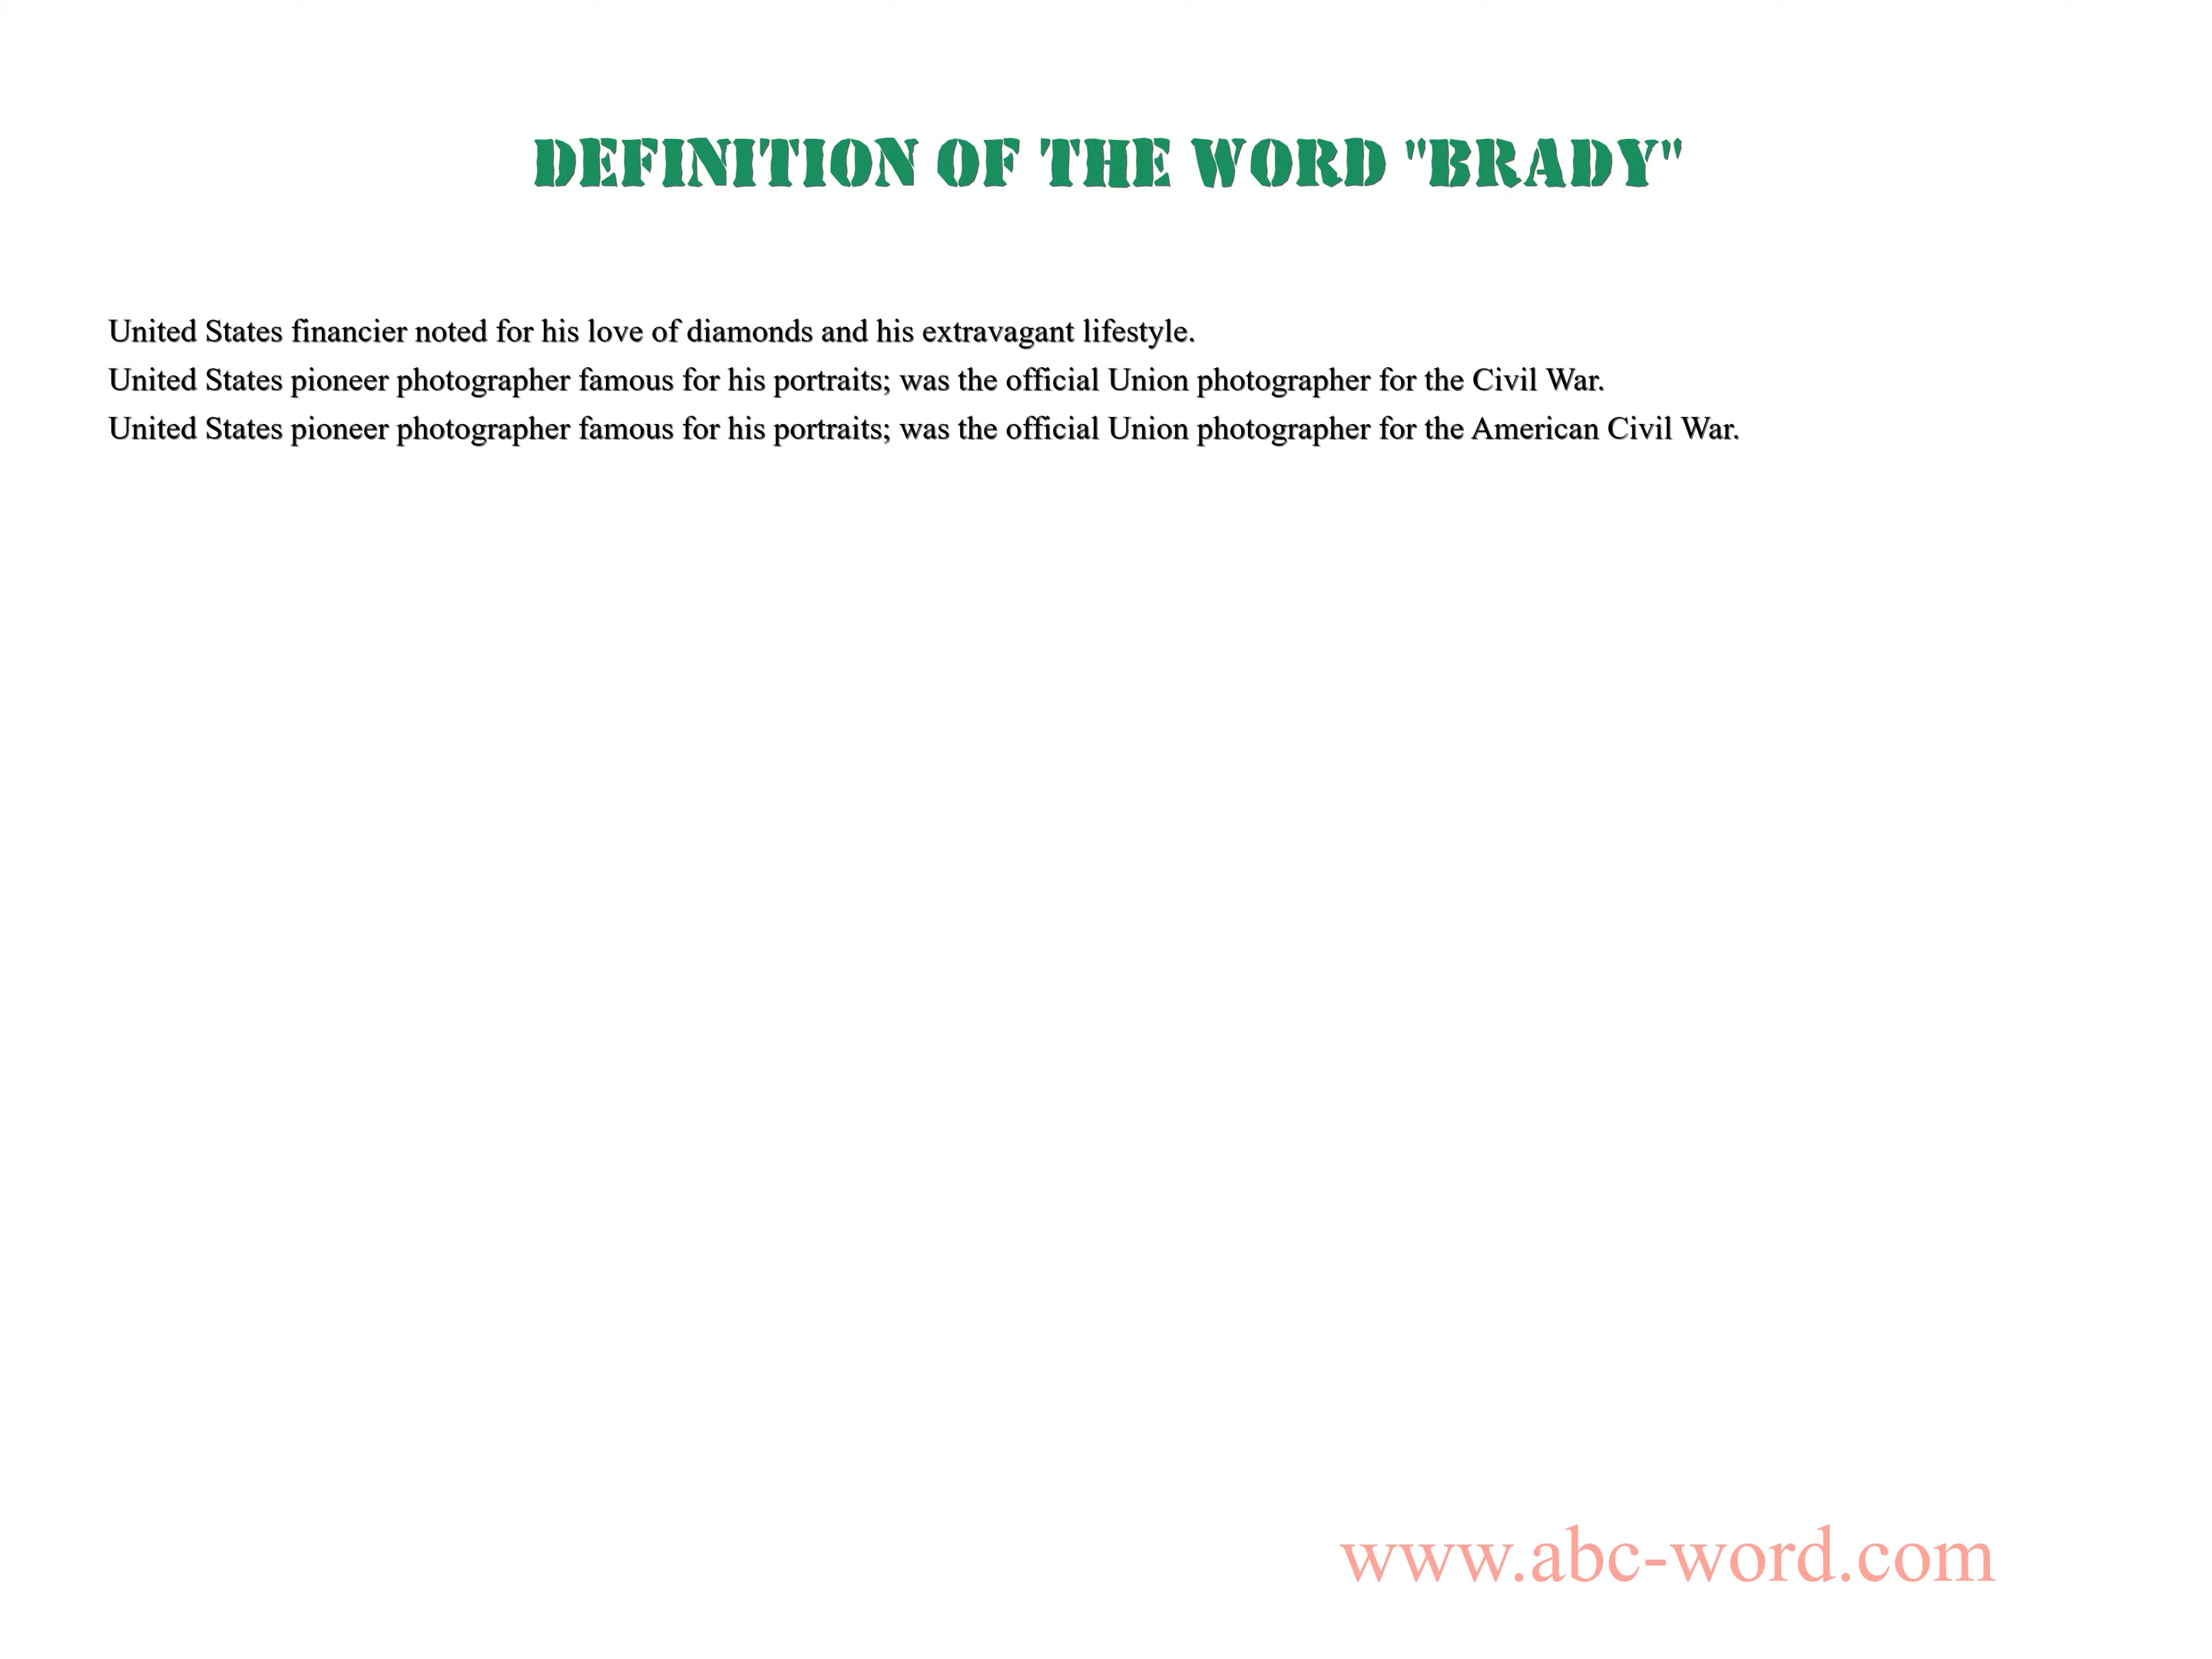 DEFINITION OF THE WORD "BRADY"
United States financier noted for his love of diamonds and his extravagant lifestyle.
United States pioneer photographer famous for his portraits; was the official Union photographer for the Civil War.
United States pioneer photographer famous for his portraits; was the official Union photographer for the American Civil War.
www.abc-word.com